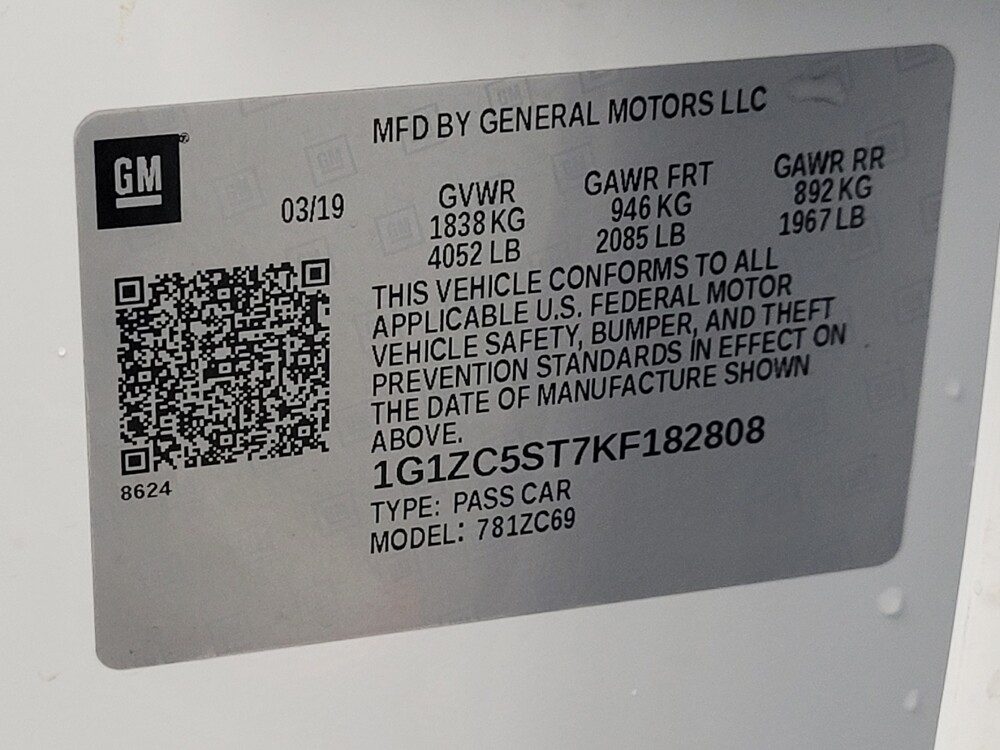 MFD BY GENERAL MOTORS LLC
GM
03/19
GVWR
1838 KG
4052 LB
GAWR FRT
946 KG
2085 LB
GAWR RR
892 KG
1967 LB
THIS VEHICLE CONFORMS TO ALL
APPLICABLE U.S. FEDERAL MOTOR
VEHICLE SAFETY, BUMPER, AND THEFT
PREVENTION STANDARDS IN EFFECT ON
THE DATE OF MANUFACTURE SHOWN
ABOVE.
8624
1G1ZC5ST7KF182808
TYPE: PASS CAR
MODEL: 781ZC69